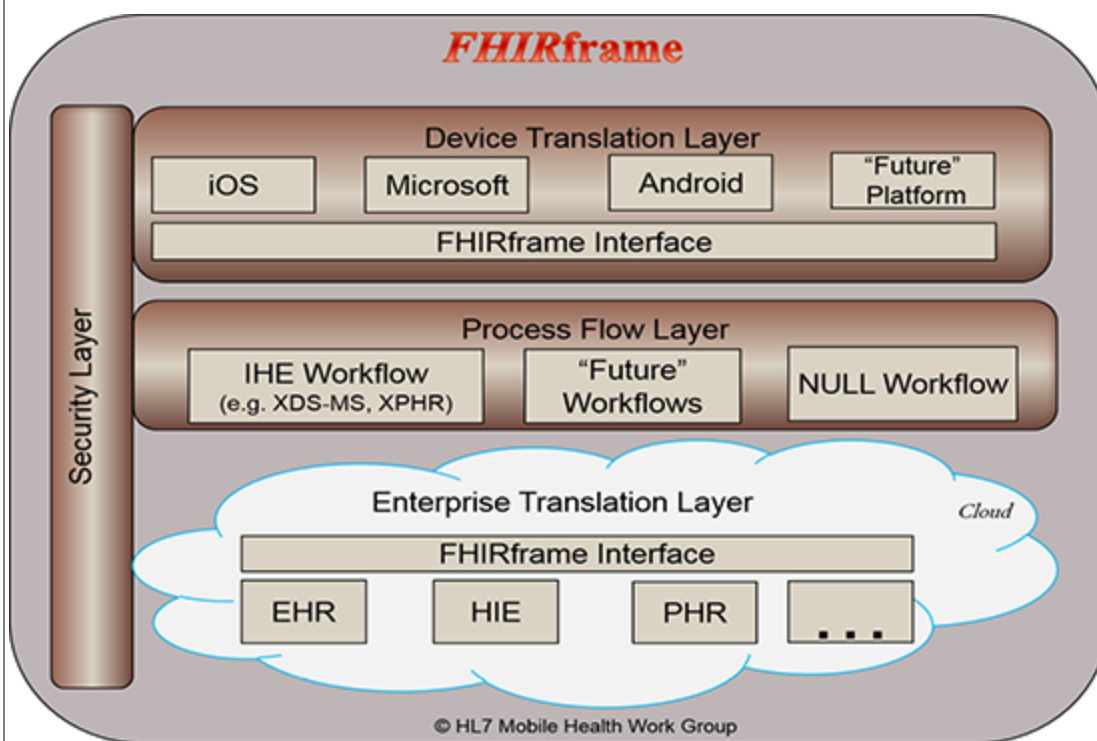 FHIRframe
Security Layer
Device Translation Layer
iOS
Microsoft
Android
“Future”
Platform
FHIRframe Interface
Process Flow Layer
IHE Workflow
(e.g. XDS-MS, XPHR)
“Future”
Workflows
NULL Workflow
Enterprise Translation Layer
Cloud
FHIRframe Interface
EHR
HIE
PHR
...
© HL7 Mobile Health Work Group